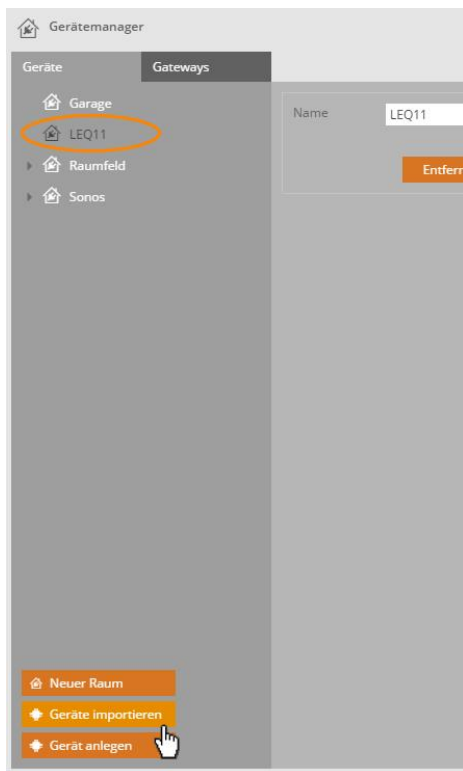 Gerätemanager
Geräte Gateways
Garage
LEQ11
Raumfeld
Sonos
Name LEQ11
Neuer Raum
Geräte importieren
Gerät anlegen